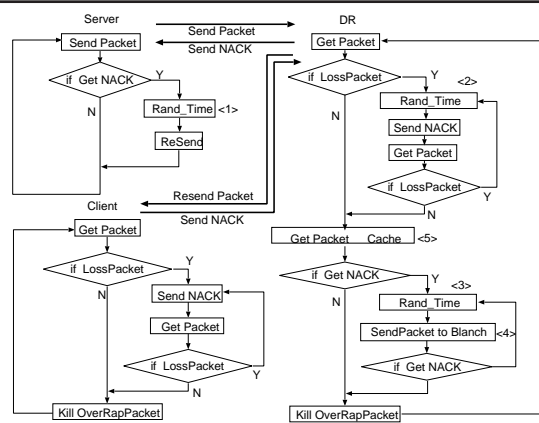 Server
Send Packet
if Get NACK
Y
N
Rand_Time
<1>
ReSend
Send Packet
Send NACK
DR
Get Packet
if LossPacket
Y
N
<2>
Rand_Time
Send NACK
Get Packet
if LossPacket
N
Y
Resend Packet
Send NACK
Get Packet Cache
<5>
if Get NACK
Y
N
<3>
Rand_Time
SendPacket to Blanch
<4>
if Get NACK
N
Y
Kill OverRapPacket
Client
Get Packet
if LossPacket
Y
N
Send NACK
Get Packet
if LossPacket
N
Y
Kill OverRapPacket